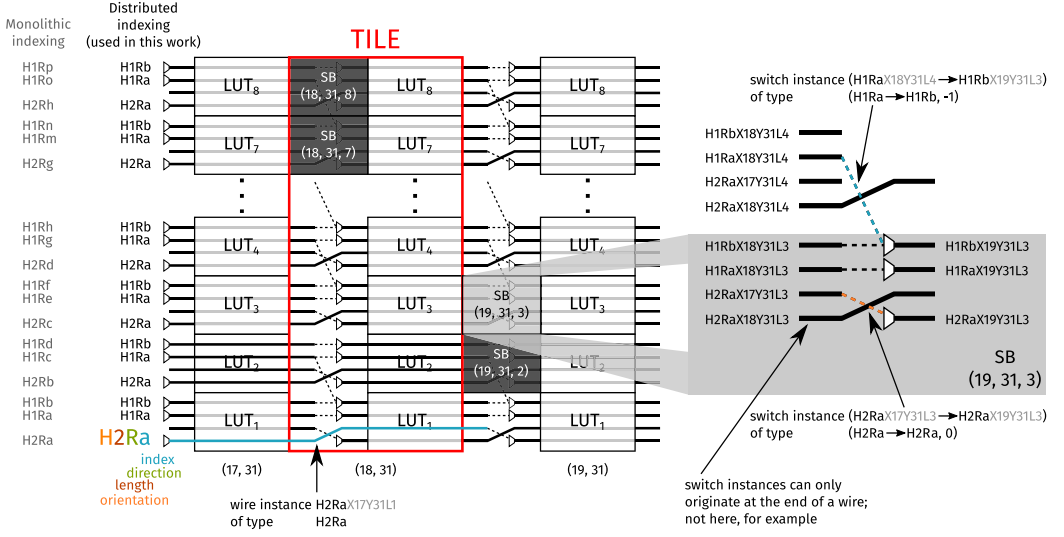 Monolithic
indexing
Distributed
indexing
(used in this work)
TILE
H1Rp H1Rb
H1Ro H1Ra
H2Rh H2Ra
LUT8 SB LUT8 LUT8
(18, 31, 8)
H1Rn H1Rb
H1Rm H1Ra
H2Rg H2Ra
LUT7 SB LUT7 LUT7
(18, 31, 7)
H1Rh H1Rb
H1Rg H1Ra
H2Rd H2Ra
LUT4 LUT4 LUT4
H1Rf H1Rb
H1Re H1Ra
H2Rc H2Ra
LUT3 LUT3 SB LUT3
(19, 31, 3)
H1Rd H1Rb
H1Rc H1Ra
H2Rb H2Ra
LUT2 LUT2 SB LUT2
(19, 31, 2)
H1Rb H1Rb
H1Ra H1Ra
H2Ra H2Ra
LUT1 LUT1 LUT1
index
direction
length
orientation
(17, 31) (18, 31) (19, 31)
wire instance H2RaX17Y31L1
of type H2Ra
switch instance (H1RaX18Y31L4→H1RbX19Y31L3)
of type (H1Ra→H1Rb, -1)
H1RbX18Y31L4
H1RaX18Y31L4
H2RaX17Y31L4
H2RaX18Y31L4
H1RbX18Y31L3 H1RbX19Y31L3
H1RaX18Y31L3 H1RaX19Y31L3
H2RaX17Y31L3
H2RaX18Y31L3 H2RaX19Y31L3
SB
(19, 31, 3)
switch instance (H2RaX17Y31L3→H2RaX19Y31L3)
of type (H2Ra→H2Ra, 0)
switch instances can only
originate at the end of a wire;
not here, for example